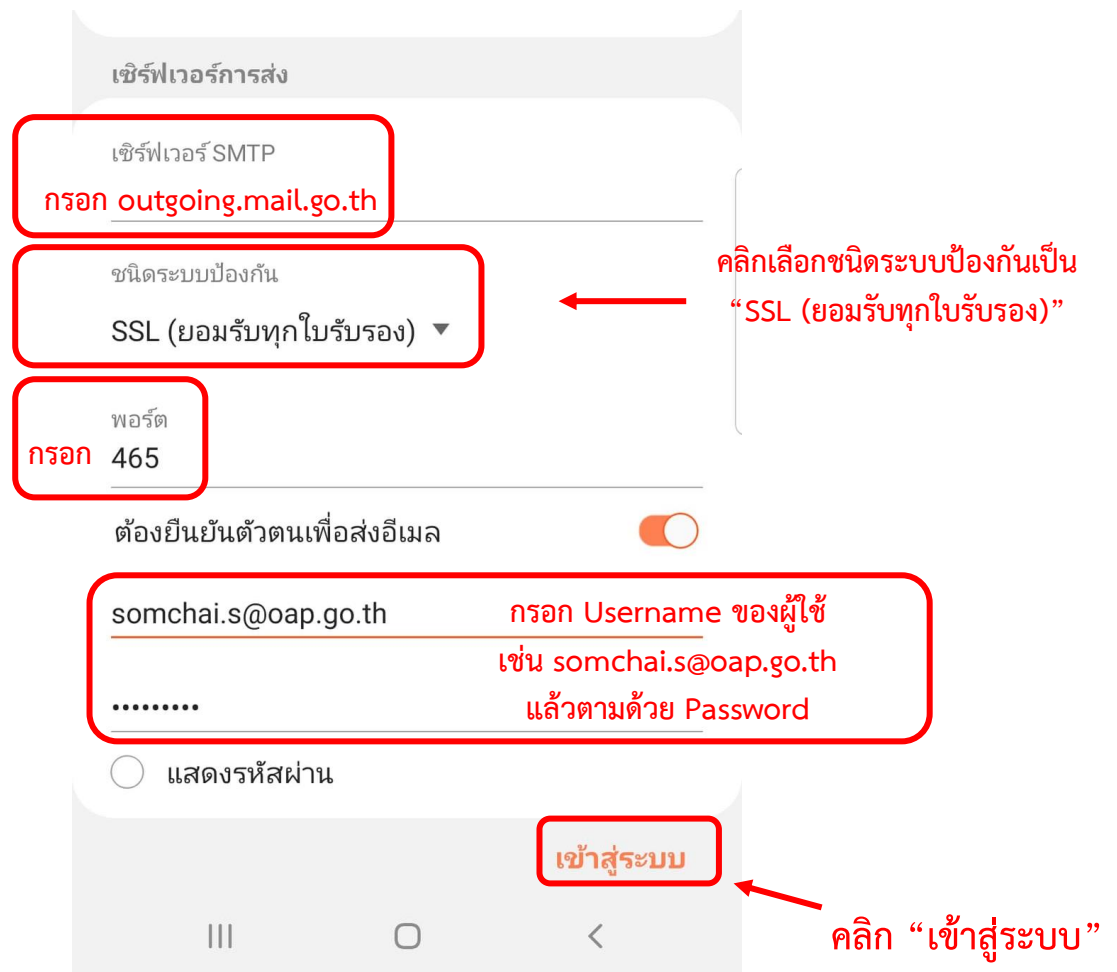 เซิร์ฟเวอร์การส่ง
เซิร์ฟเวอร์ SMTP
กรอก outgoing.mail.go.th
ชนิดระบบป้องกัน
SSL (ยอมรับทุกใบรับรอง)
คลิกเลือกชนิดระบบป้องกันเป็น
“SSL (ยอมรับทุกใบรับรอง)”
พอร์ต
กรอก 465
ต้องยืนยันตัวตนเพื่อส่งอีเมล
somchai.s@oap.go.th
กรอก Username ของผู้ใช้
เช่น somchai.s@oap.go.th
แล้วตามด้วย Password
•••••••••
แสดงรหัสผ่าน
เข้าสู่ระบบ
คลิก “เข้าสู่ระบบ”